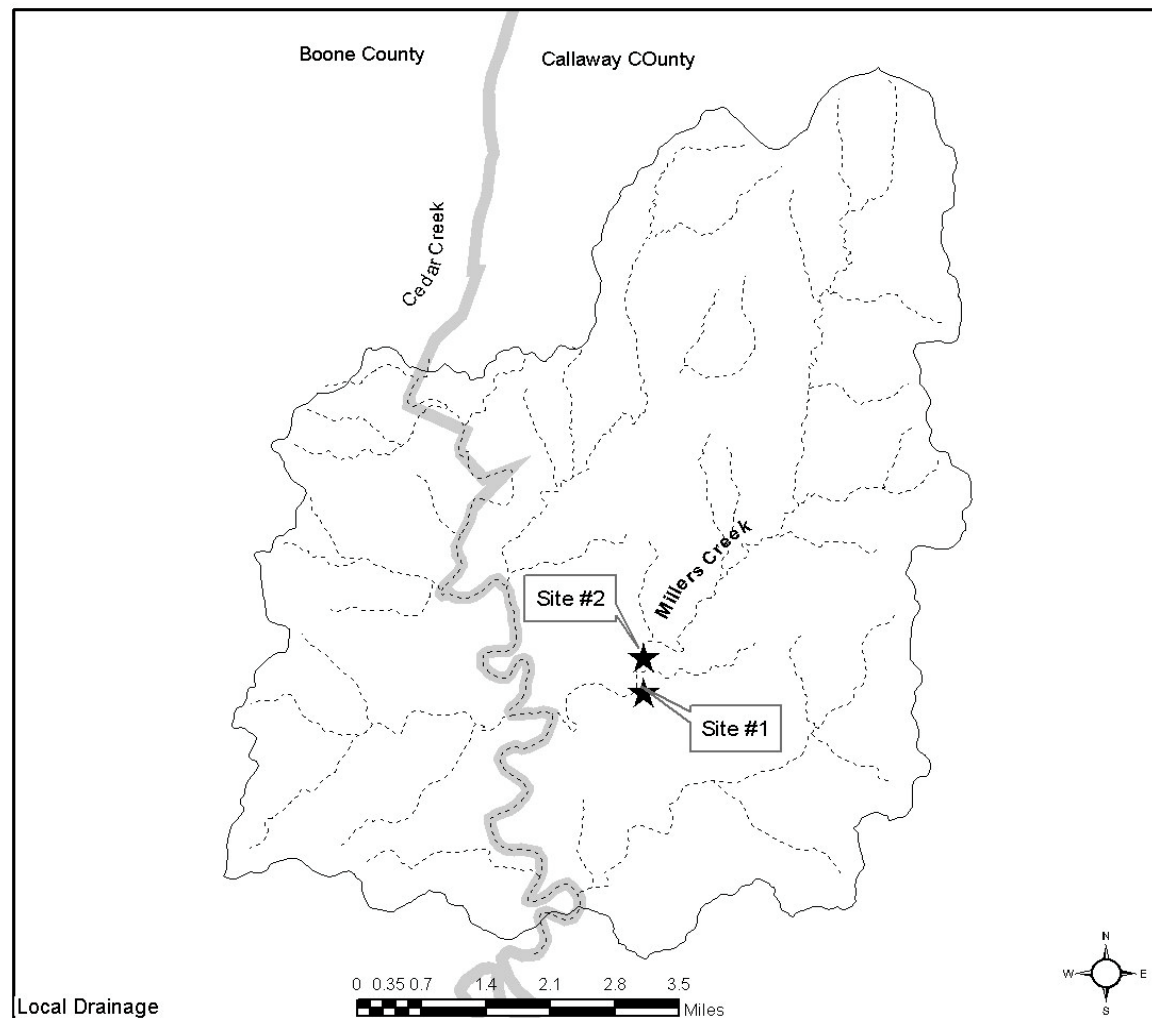 Boone County
Callaway COunty
Cedar Creek
Millers Creek
Site #2
Site #1
N
W E
S
0 0.35 0.7 1.4 2.1 2.8 3.5
Miles
Local Drainage